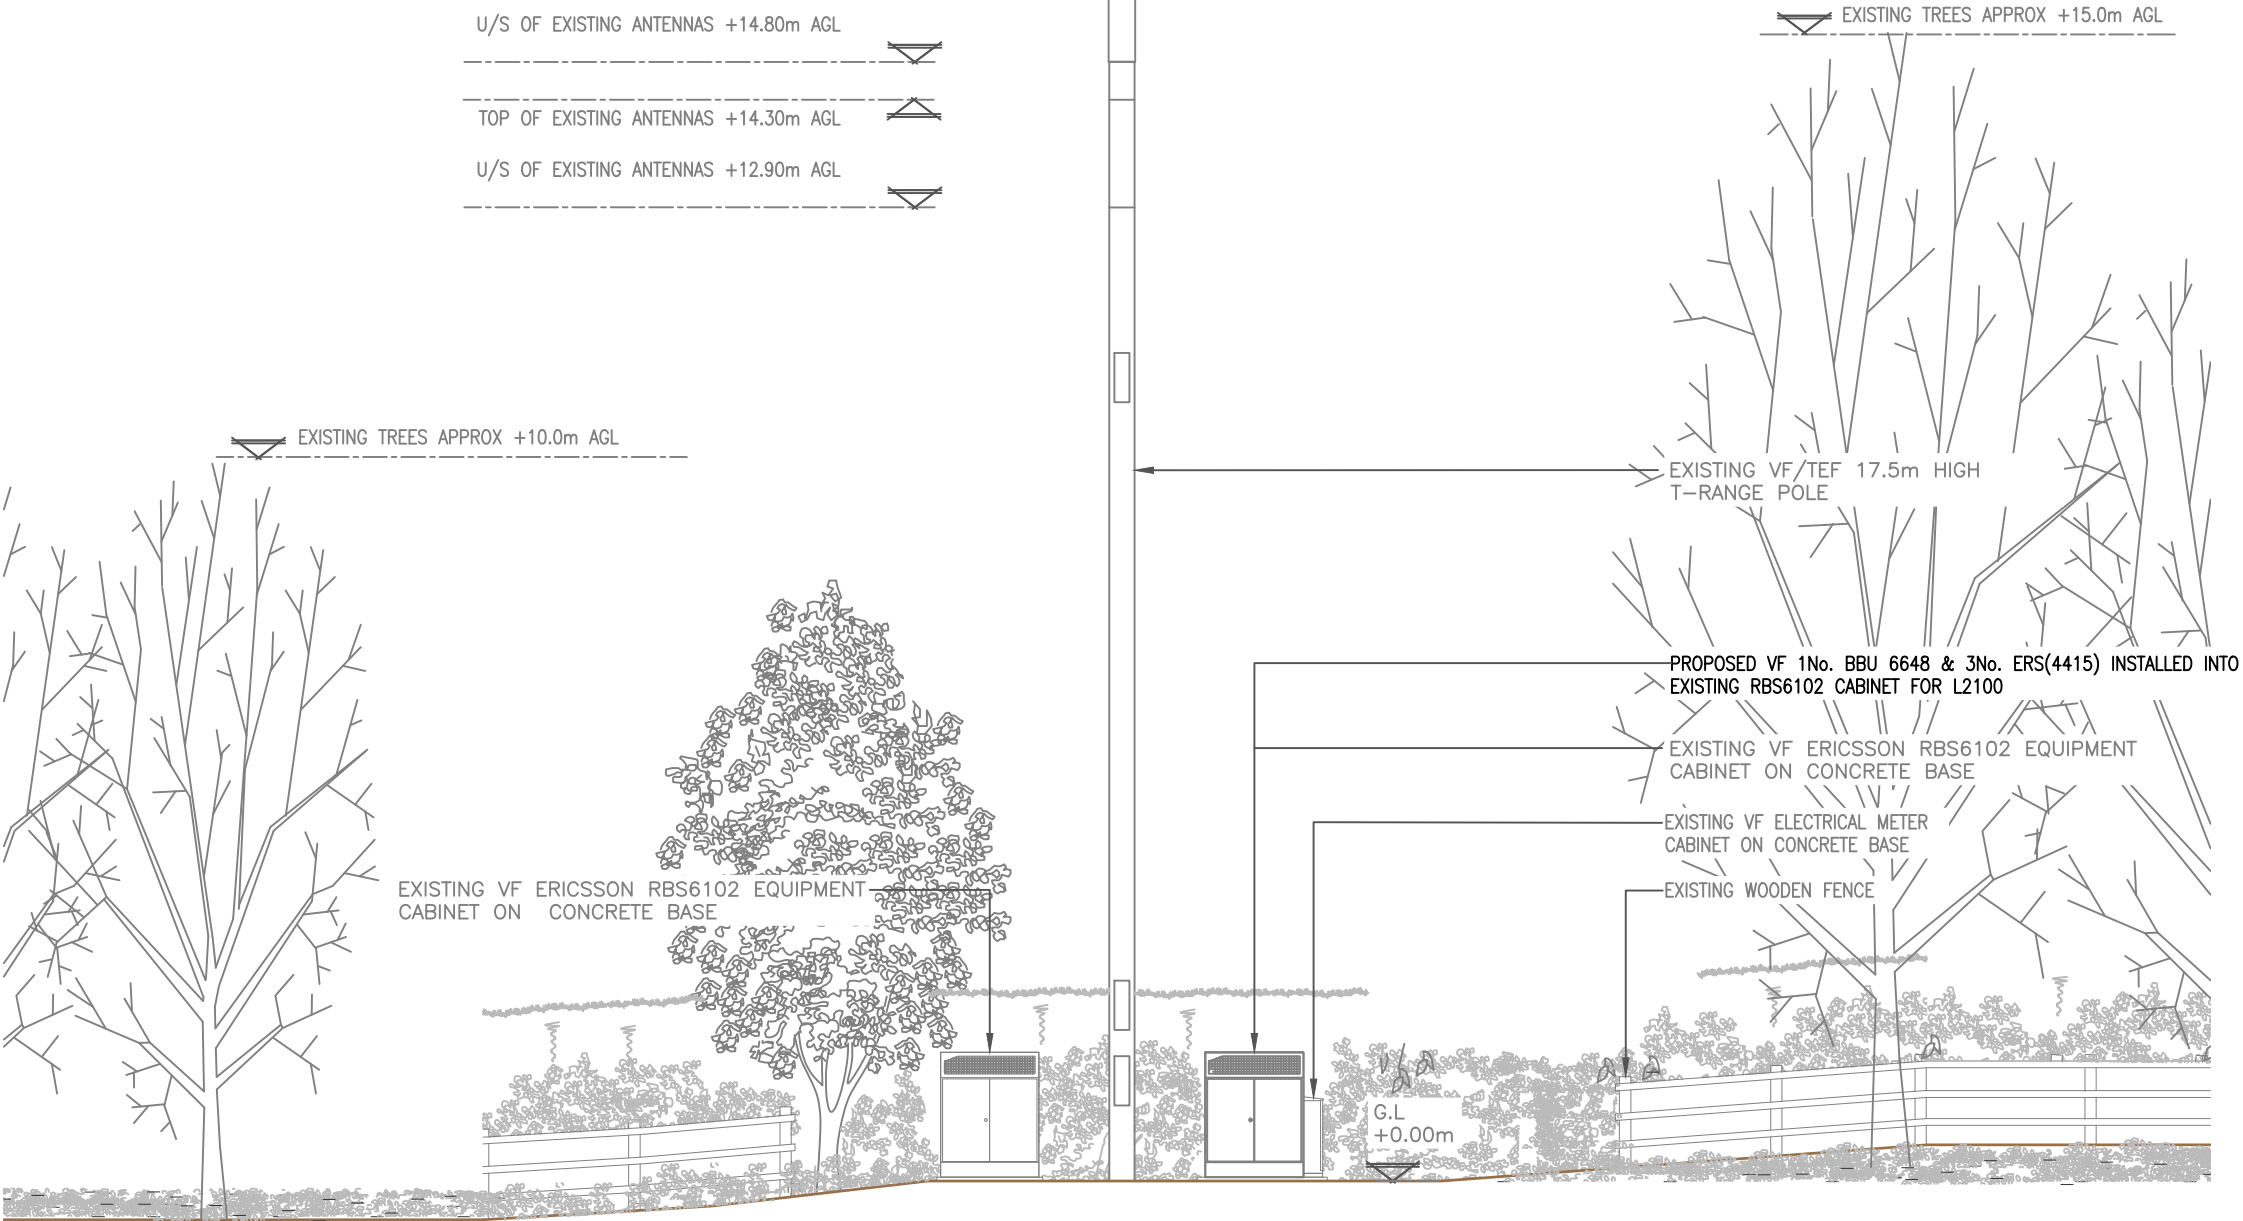 U/S OF EXISTING ANTENNAS +14.80m AGL
EXISTING TREES APPROX +15.0m AGL
TOP OF EXISTING ANTENNAS +14.30m AGL
U/S OF EXISTING ANTENNAS +12.90m AGL
EXISTING TREES APPROX +10.0m AGL
EXISTING VF/TEF 17.5m HIGH
T-RANGE POLE
PROPOSED VF 1No. BBU 6648 & 3No. ERS(4415) INSTALLED INTO
EXISTING RBS6102 CABINET FOR L2100
EXISTING VF ERICSSON RBS6102 EQUIPMENT
CABINET ON CONCRETE BASE
EXISTING VF ELECTRICAL METER
CABINET ON CONCRETE BASE
EXISTING WOODEN FENCE
EXISTING VF ERICSSON RBS6102 EQUIPMENT
CABINET ON CONCRETE BASE
G.L
+0.00m